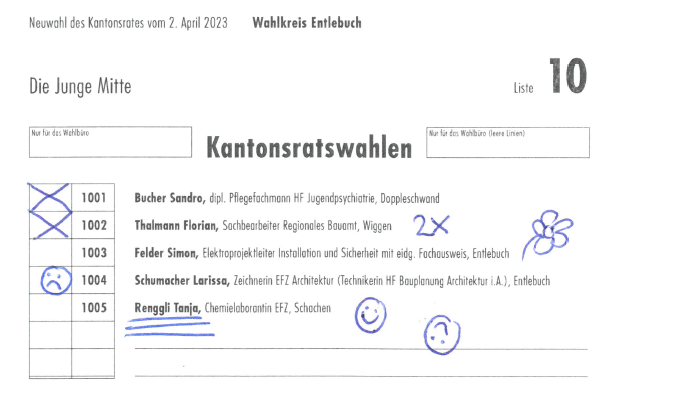 Neuwahl des Kantonsrates vom 2. April 2023 Wahlkreis Entlebuch
Die Junge Mitte Liste 10
Nur für das Wahlbüro
Kantonsratswahlen
Nur für das Wahlbüro (leere Linien)
1001 Bucher Sandro, dipl. Pflegefachmann HF Jugendpsychiatrie, Doppleschwand
1002 Thalmann Florian, Sachbearbeiter Regionales Bauamt, Wiggen 2X
1003 Felder Simon, Elektroprojektleiter Installation und Sicherheit mit eidg. Fachausweis, Entlebuch
1004 Schumacher Larissa, Zeichnerin EFZ Architektur (Technikerin HF Bauplanung Architektur i.A.), Entlebuch
1005 Renggli Tanja, Chemielaborantin EFZ, Schachen